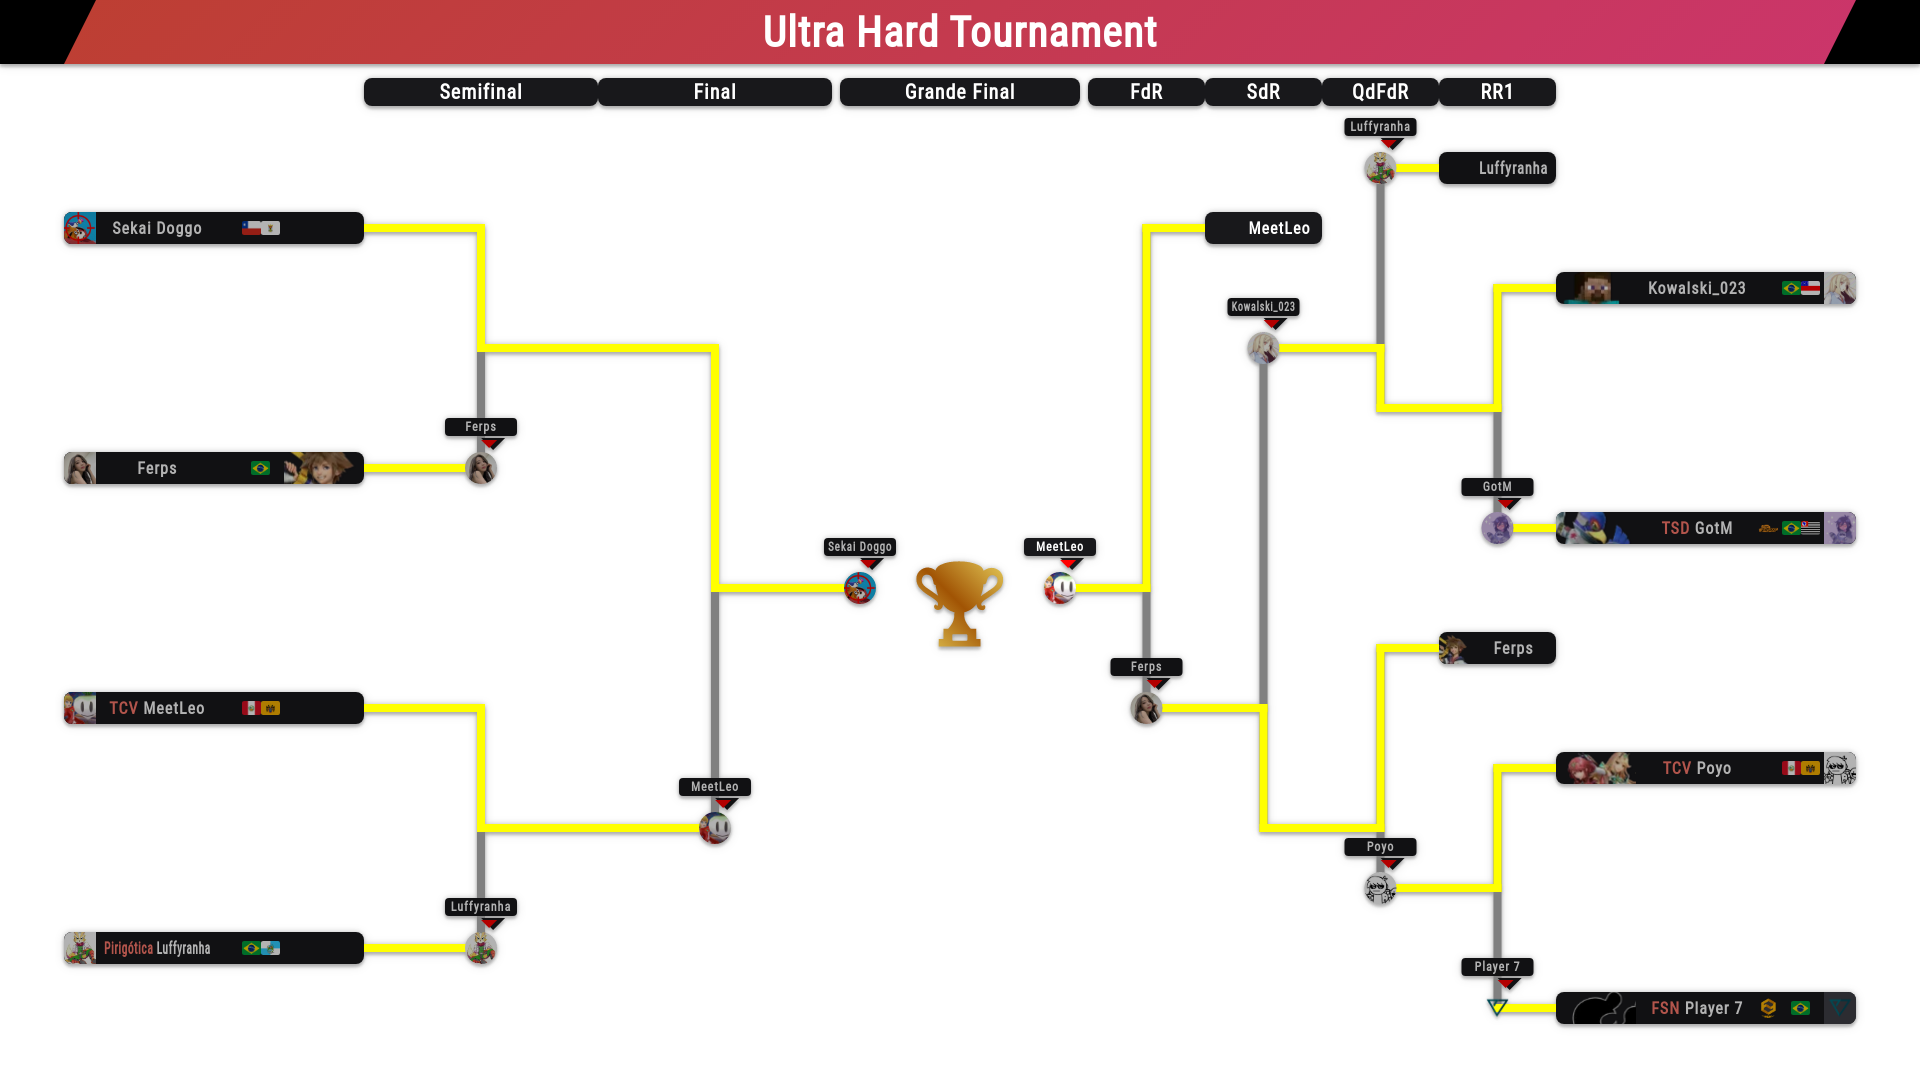 Ultra Hard Tournament
Semifinal
Final
Grande Final
FdR
SdR
QdFdR
RR1
Luffyranha
Luffyranha
Sekai Doggo
MeetLeo
Kowalski_023
Kowalski_023
Ferps
Ferps
GotM
TSD GotM
Sekai Doggo
MeetLeo
Ferps
Ferps
TCV MeetLeo
TCV Poyo
MeetLeo
Poyo
Luffyranha
Pirigótica Luffyranha
Player 7
FSN Player 7